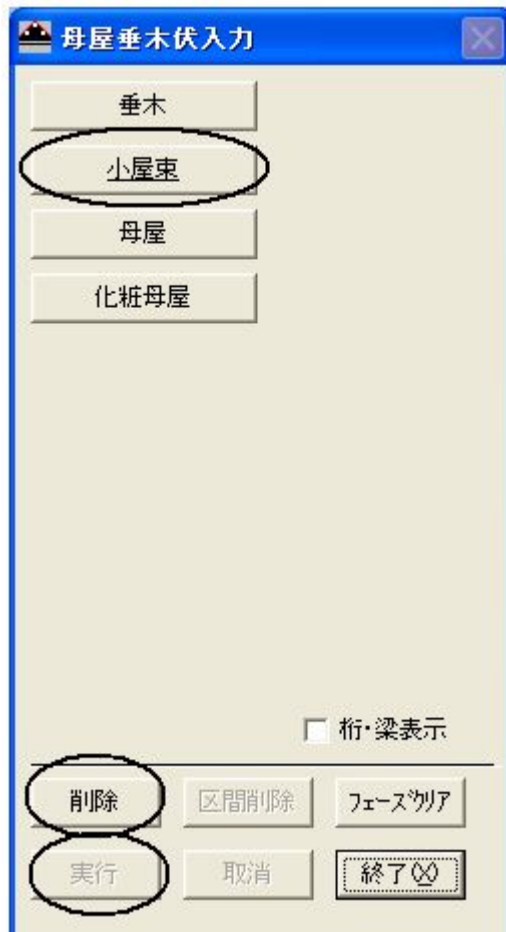 母屋垂木伏入力
垂木
小屋束
母屋
化粧母屋
桁・梁表示
削除 区間削除 フェーズクリア
実行 取消 終了(X)